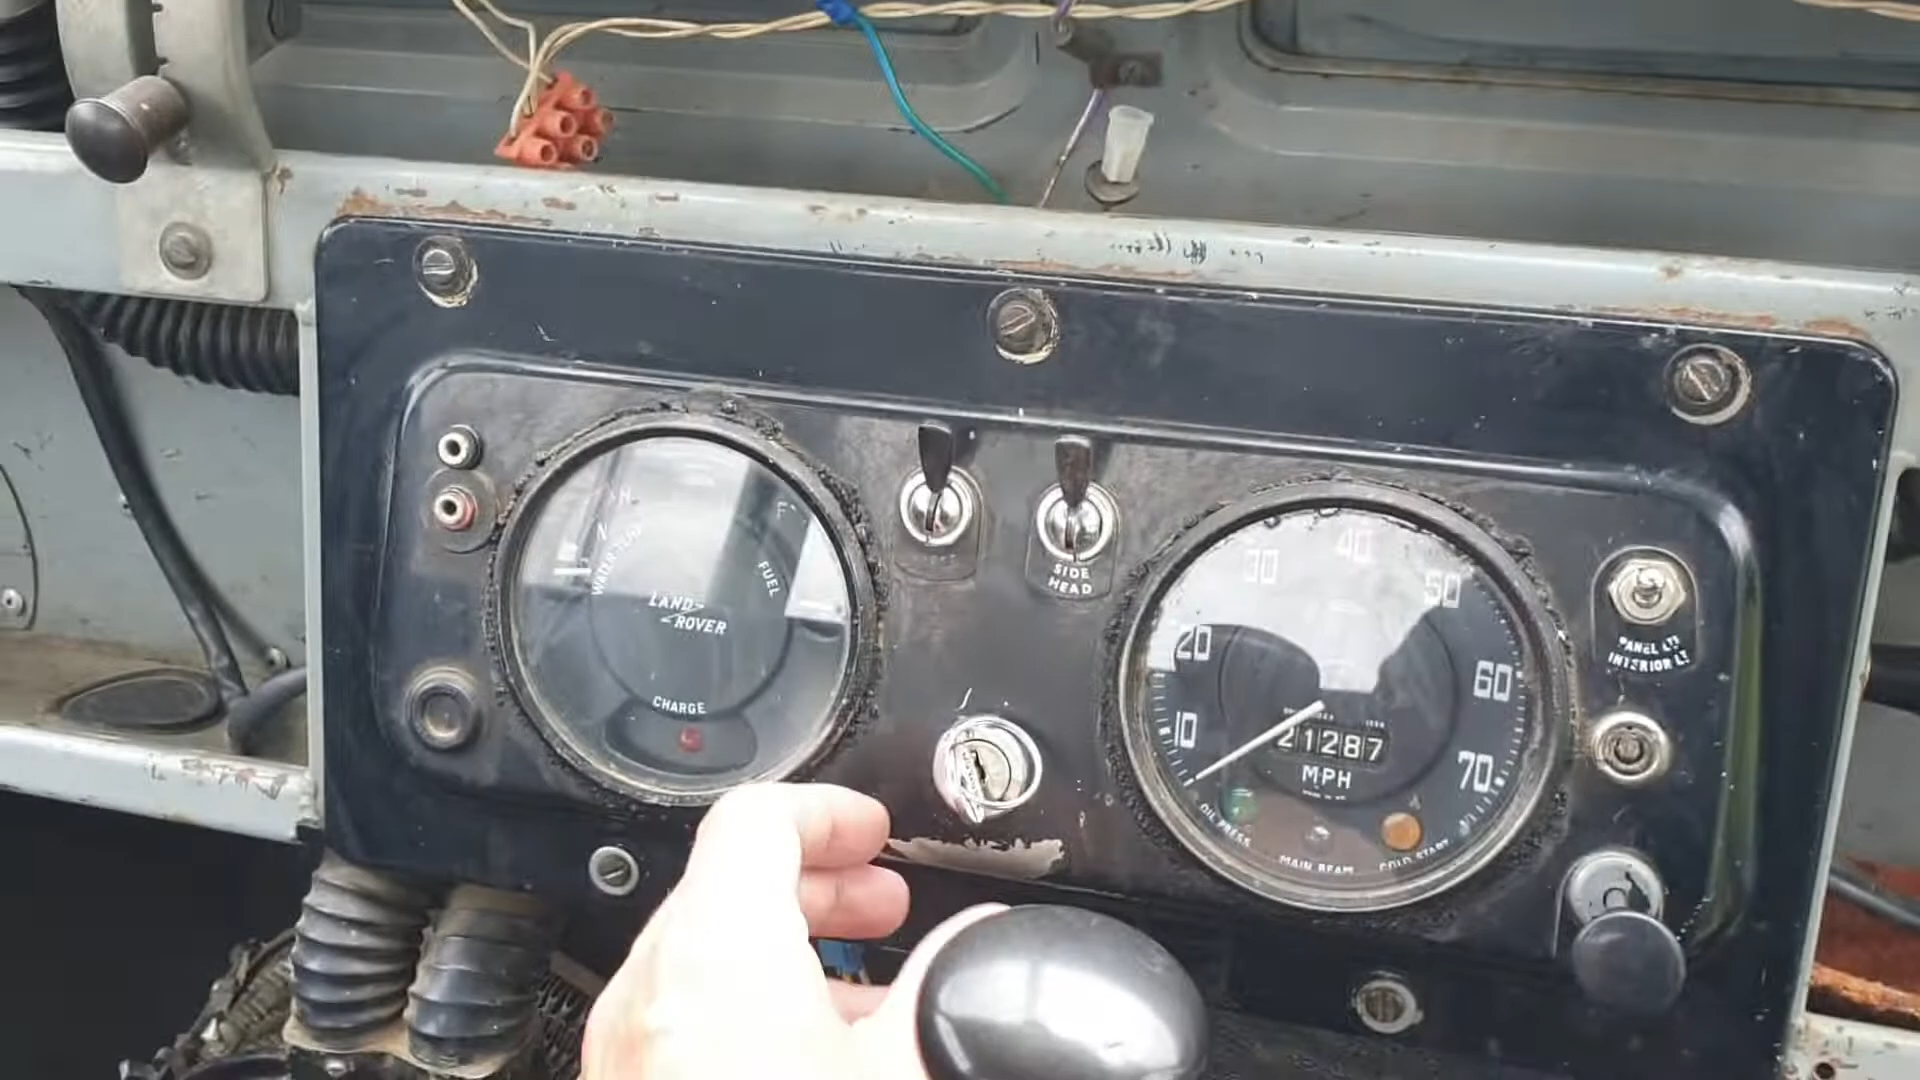 H
N
WATER TEMP
F
FUEL
LAND
ROVER
CHARGE
SIDE
HEAD
10
20
30
40
50
60
70
21287
MPH
OIL PRESS
MAIN BEAM
COLD START
PANEL LTS
INTERIOR LT